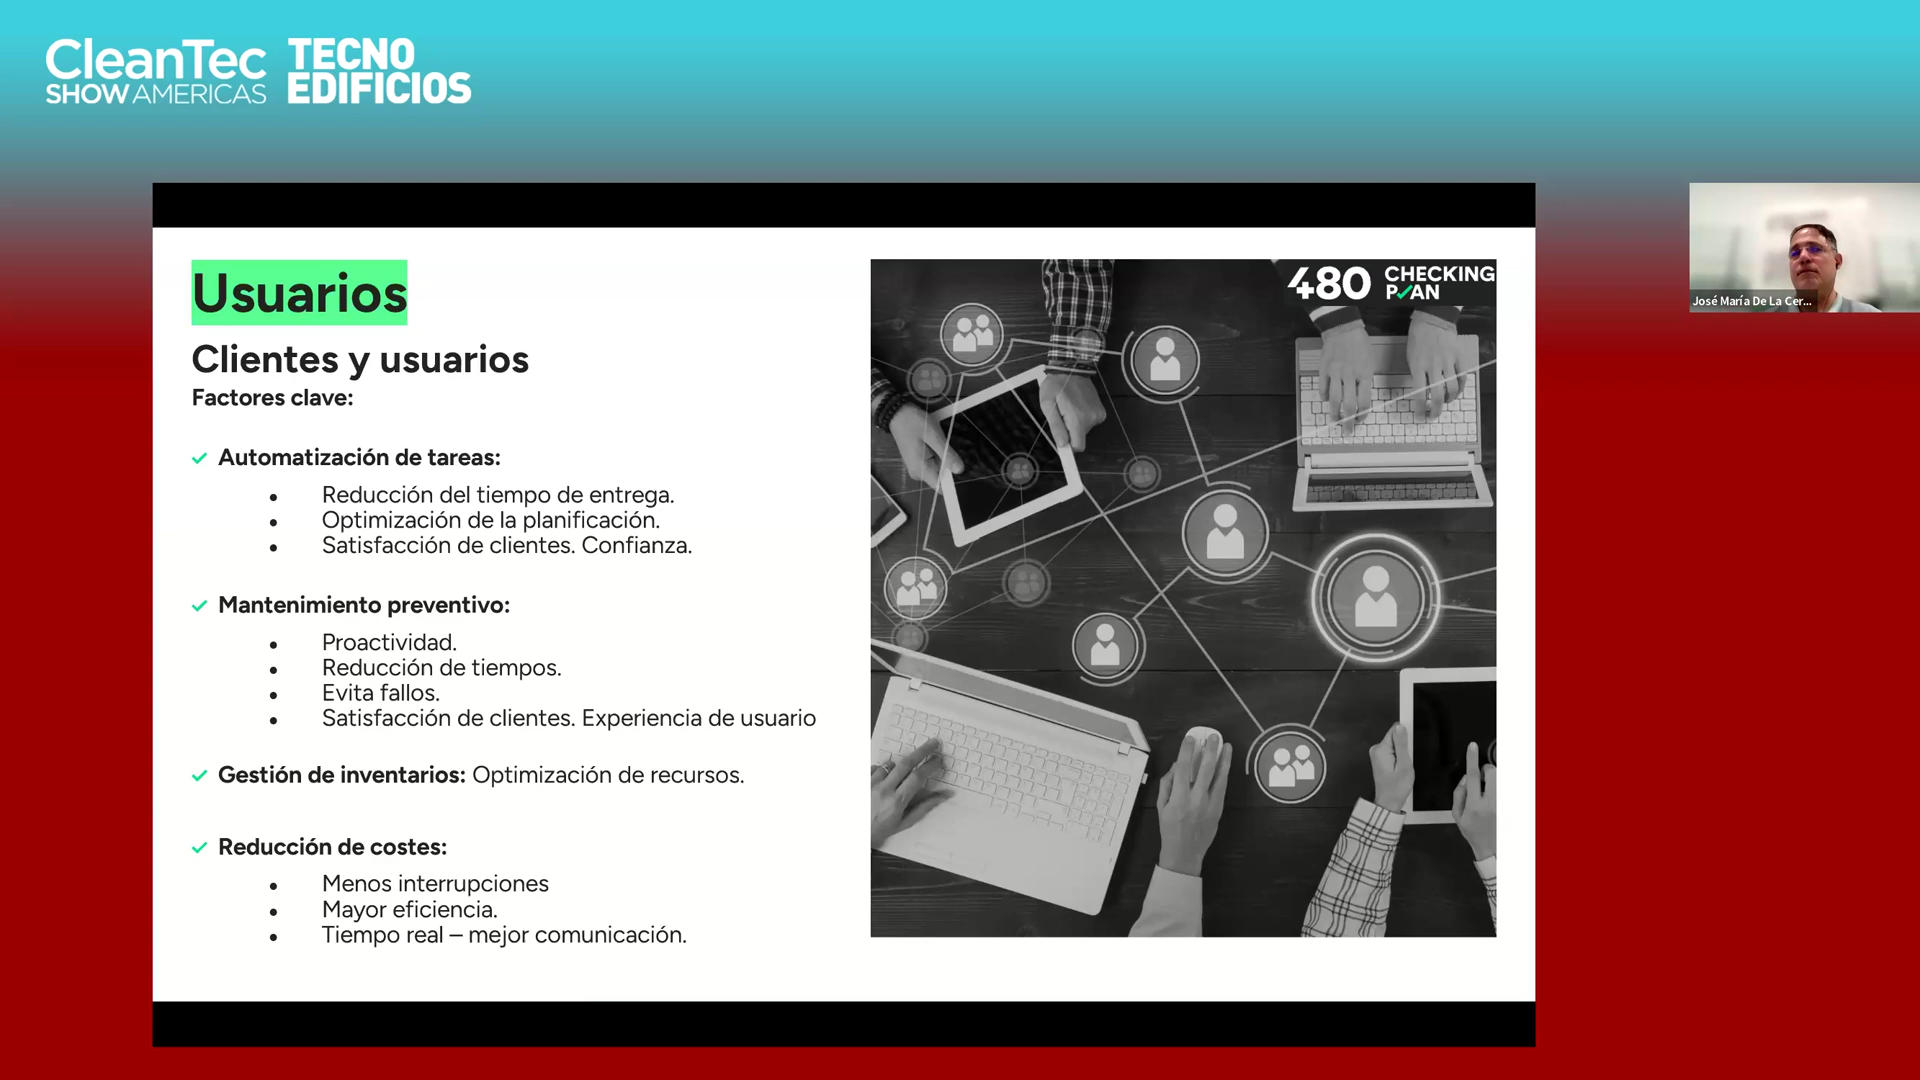 CleanTec
SHOW AMERICAS
TECNO
EDIFICIOS
Usuarios
Clientes y usuarios
Factores clave:
Automatización de tareas:
Reducción del tiempo de entrega.
Optimización de la planificación.
Satisfacción de clientes. Confianza.
Mantenimiento preventivo:
Proactividad.
Reducción de tiempos.
Evita fallos.
Satisfacción de clientes. Experiencia de usuario
Gestión de inventarios: Optimización de recursos.
Reducción de costes:
Menos interrupciones
Mayor eficiencia.
Tiempo real – mejor comunicación.
480
CHECKING
PLAN
José María De La Cer...